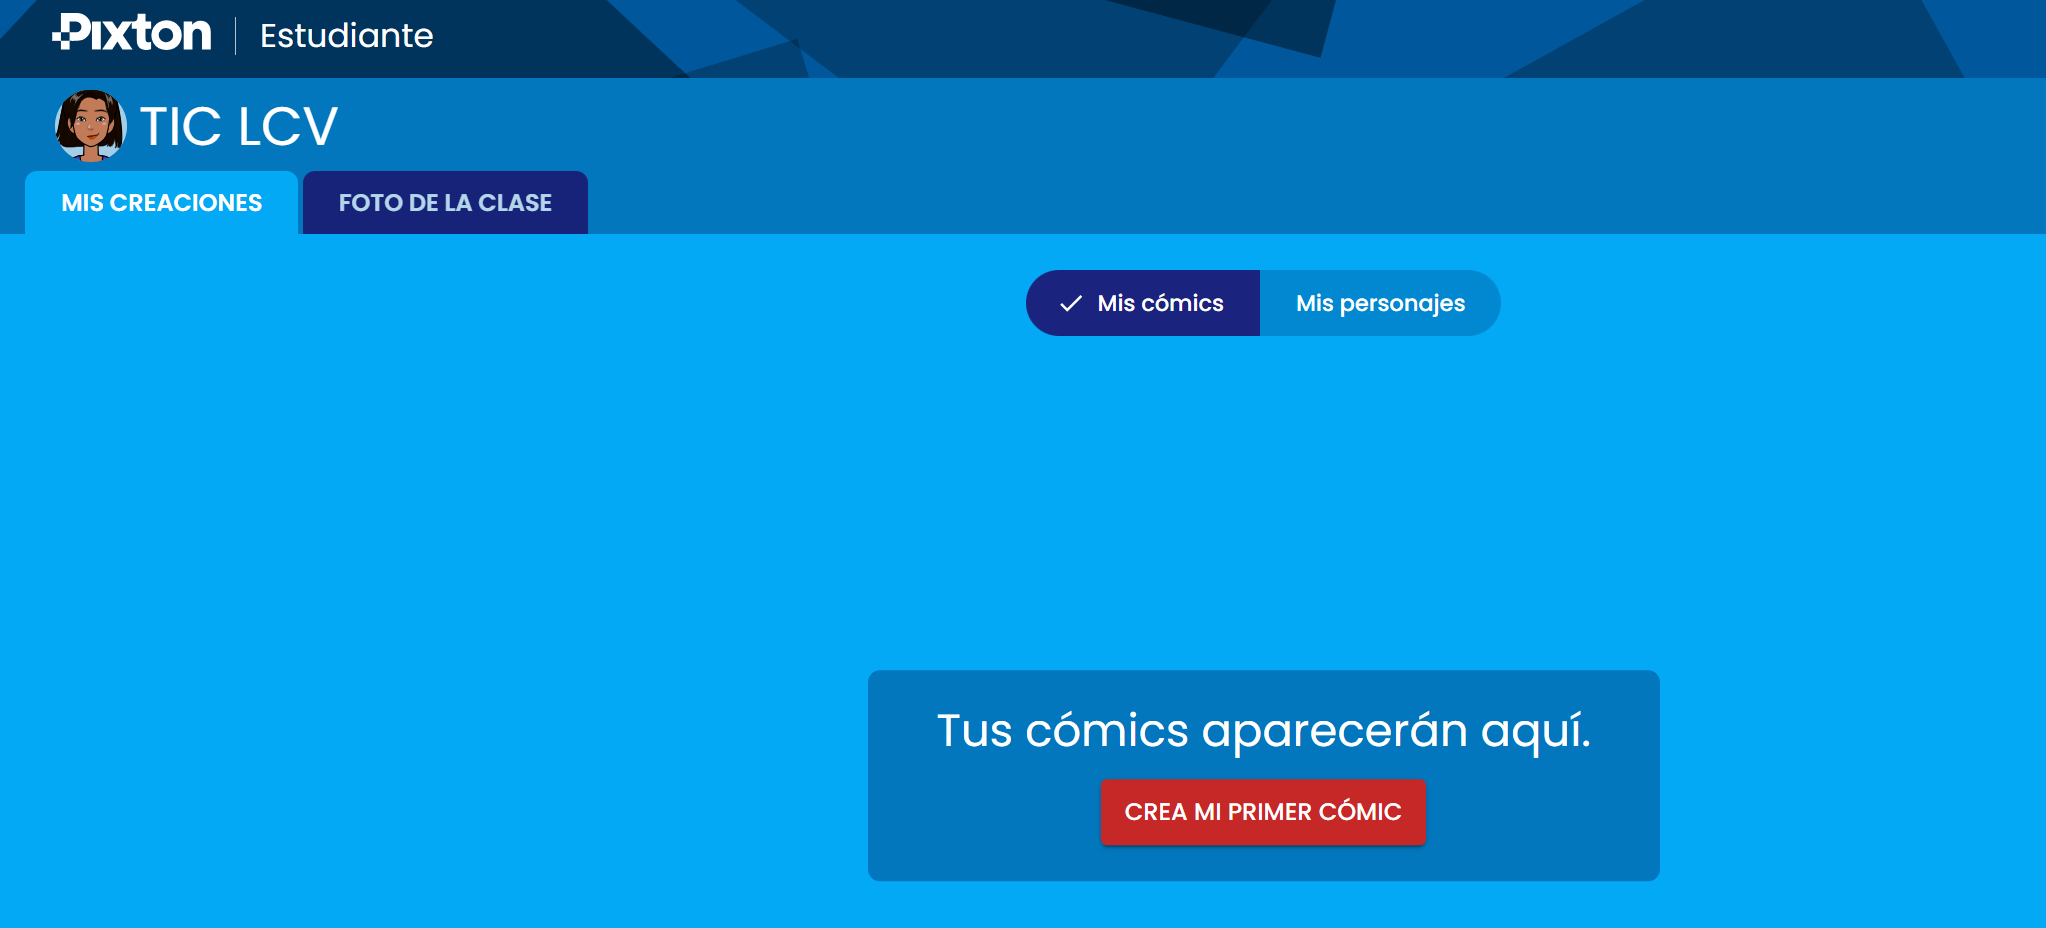 Pixton | Estudiante
TIC LCV
MIS CREACIONES FOTO DE LA CLASE
Mis cómics Mis personajes
Tus cómics aparecerán aquí.
CREA MI PRIMER CÓMIC